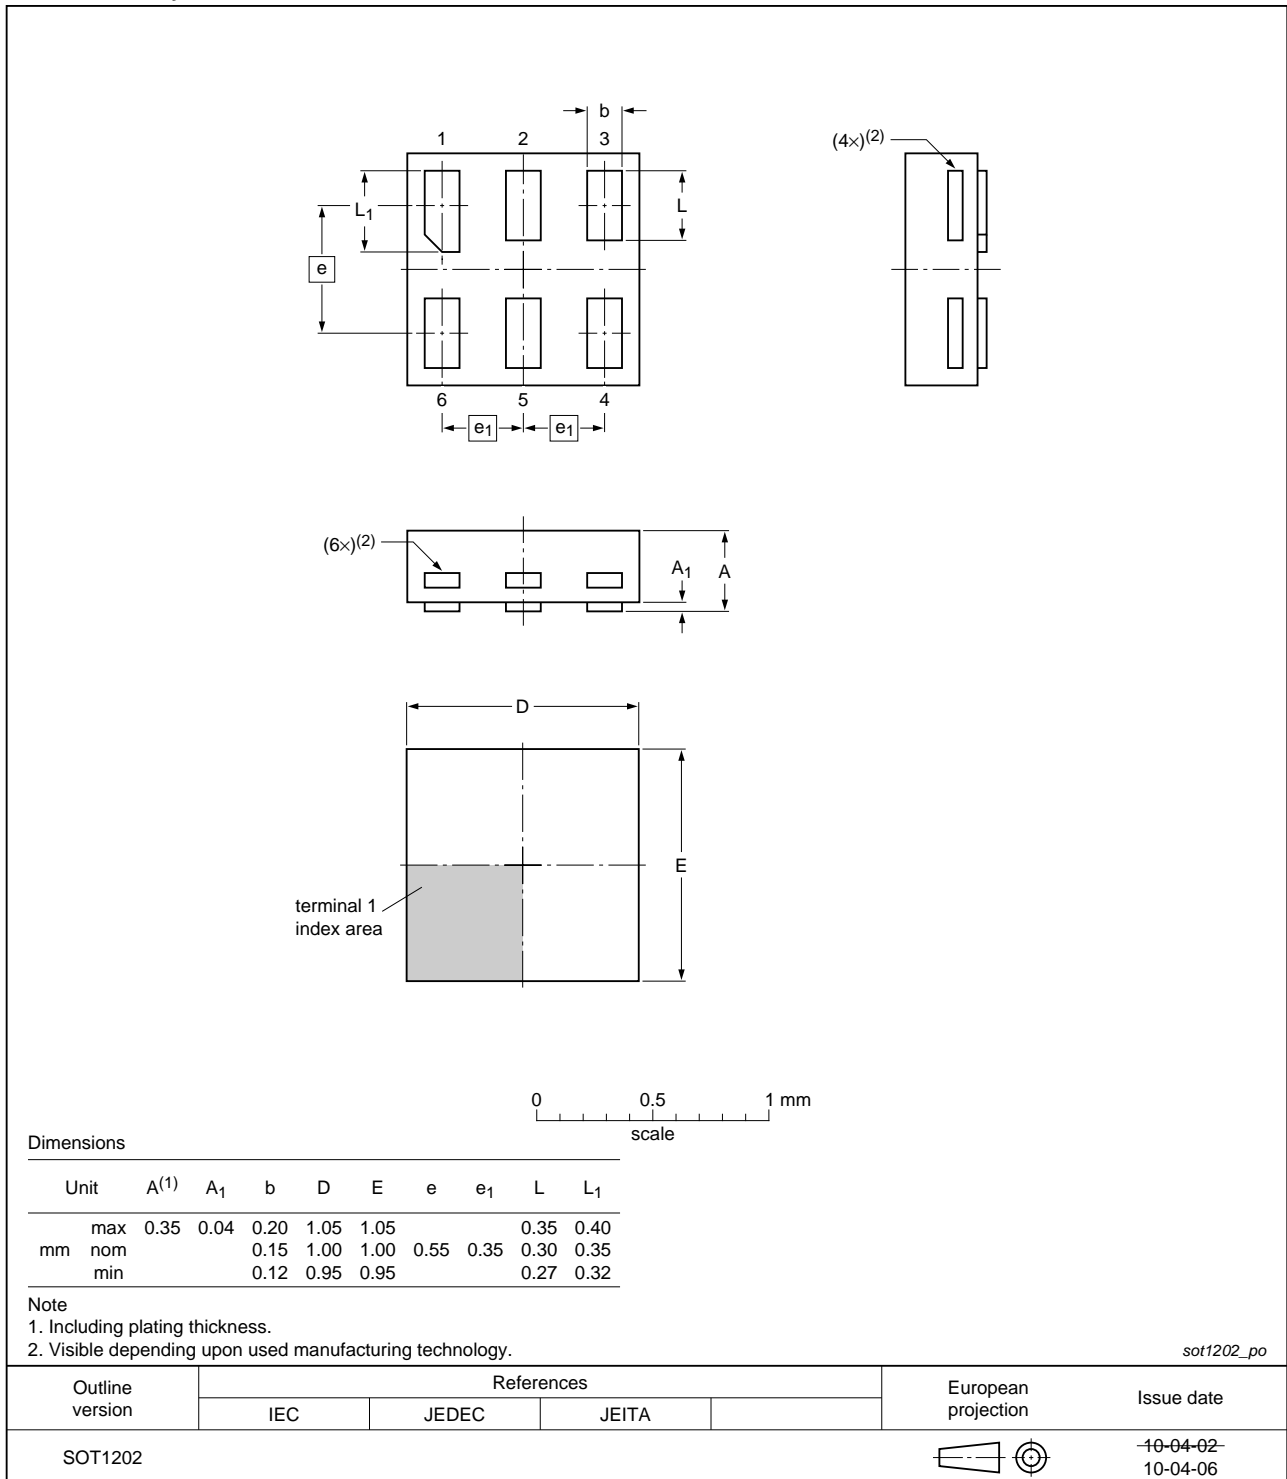 b
1 2 3
(4×)(2)
L1 L
e
6 5 4
e1 e1
(6×)(2)
A1 A
D
E
terminal 1
index area
0 0.5 1 mm
scale
Dimensions
Unit A(1) A1 b D E e e1 L L1
max 0.35 0.04 0.20 1.05 1.05 0.35 0.40
mm nom 0.15 1.00 1.00 0.55 0.35 0.30 0.35
min 0.12 0.95 0.95 0.27 0.32
Note
1. Including plating thickness.
2. Visible depending upon used manufacturing technology.
sot1202_po
Outline version References European projection Issue date
IEC JEDEC JEITA
SOT1202 10-04-02
10-04-06